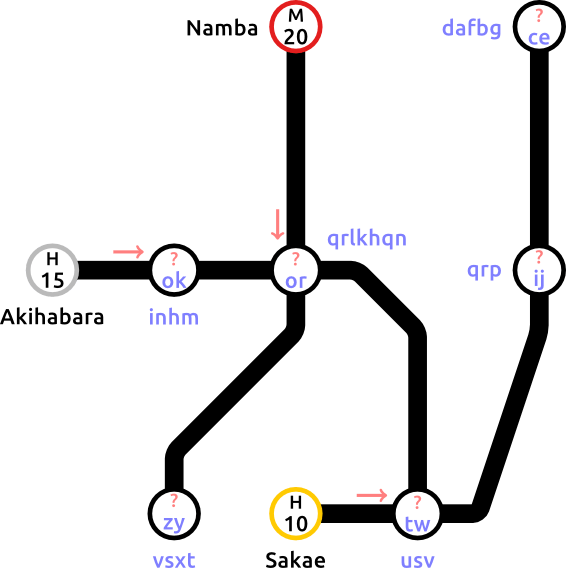 Namba
M
20
dafbg
?
ce
H
15
Akihabara
→
?
ok
inhm
↓
?
or
qrlkhqn
qrp
?
ij
?
zy
vsxt
H
10
Sakae
→
?
tw
usv